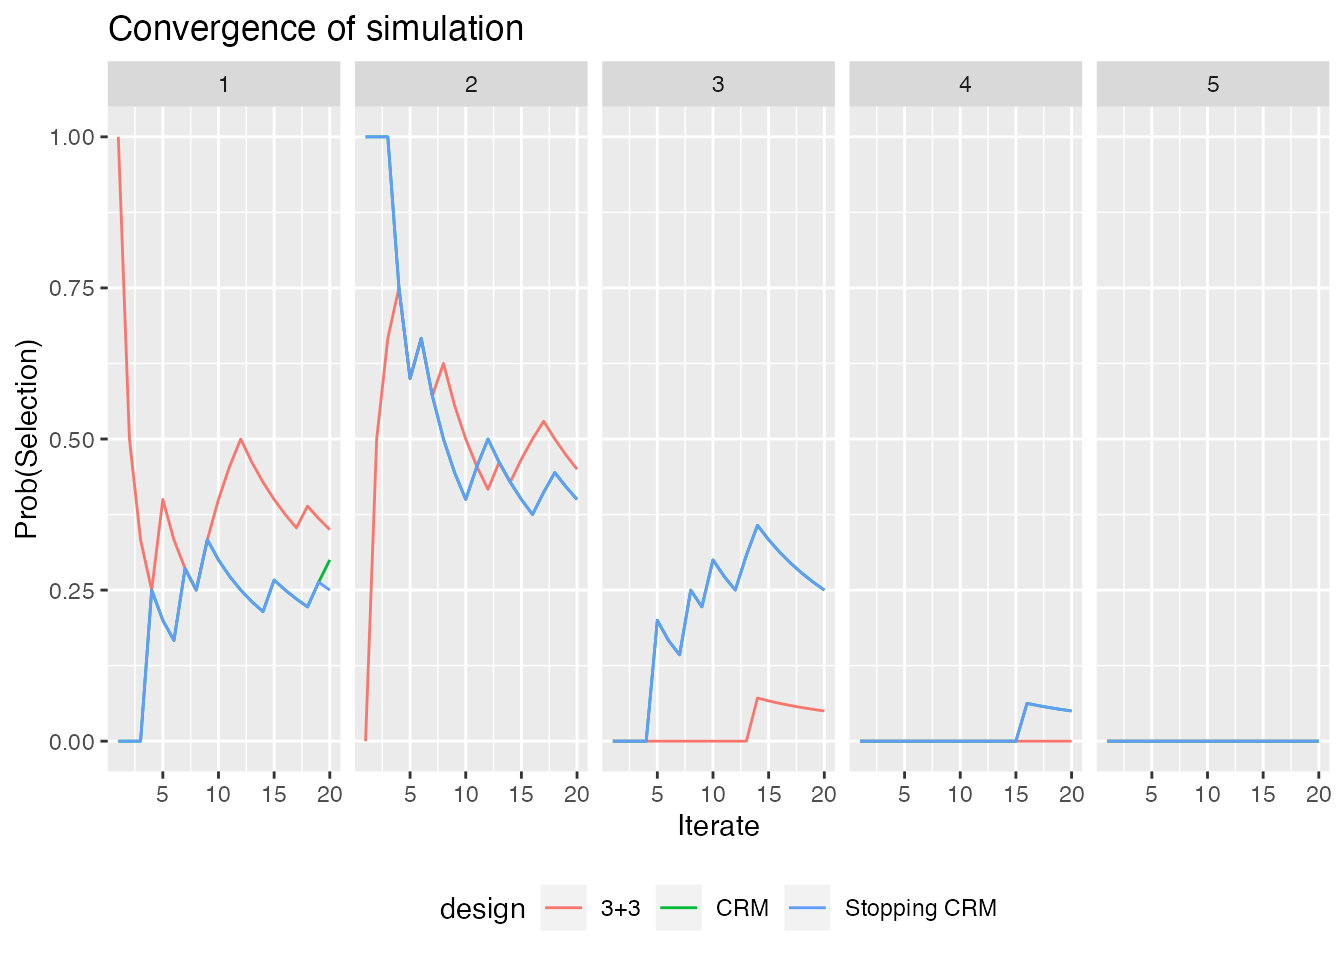 Convergence of simulation
1 2 3 4 5
1.00
0.75
0.50
0.25
0.00
Prob(Selection)
5 10 15 20 5 10 15 20 5 10 15 20 5 10 15 20 5 10 15 20
Iterate
design 3+3 CRM Stopping CRM